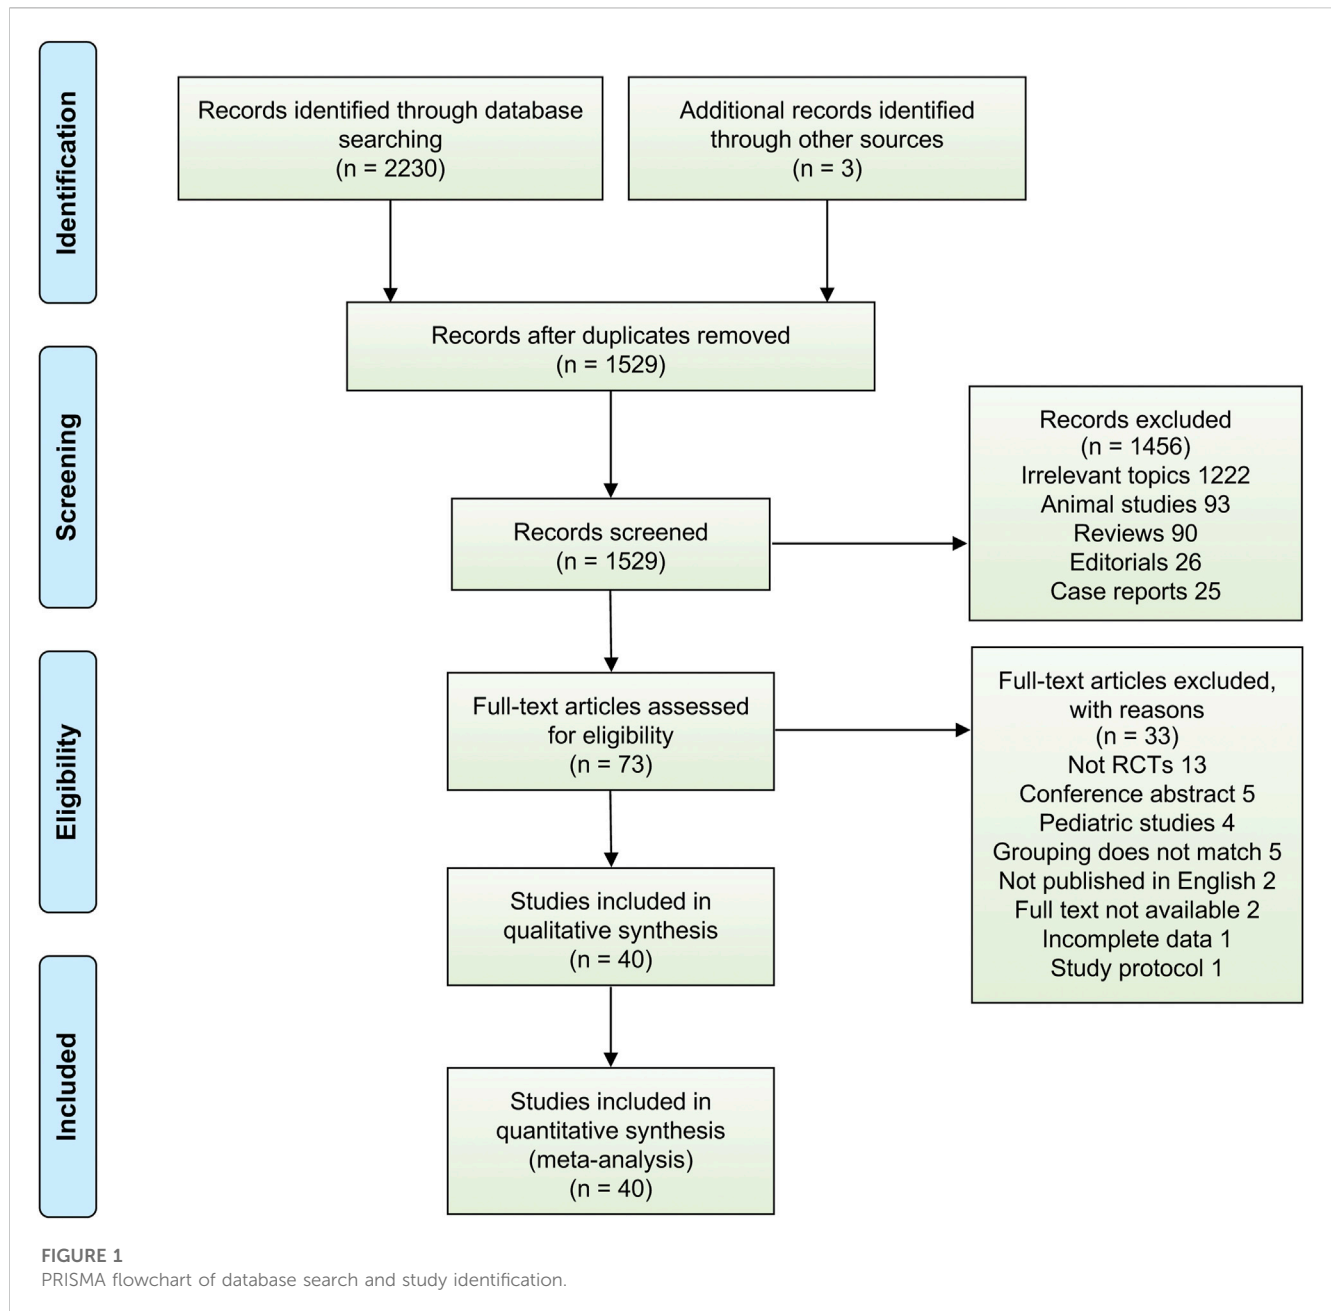 Identification
Records identified through database
searching
(n = 2230)
Additional records identified
through other sources
(n = 3)
Records after duplicates removed
(n = 1529)
Screening
Records screened
(n = 1529)
Records excluded
(n = 1456)
Irrelevant topics 1222
Animal studies 93
Reviews 90
Editorials 26
Case reports 25
Eligibility
Full-text articles assessed
for eligibility
(n = 73)
Full-text articles excluded,
with reasons
(n = 33)
Not RCTs 13
Conference abstract 5
Pediatric studies 4
Grouping does not match 5
Not published in English 2
Full text not available 2
Incomplete data 1
Study protocol 1
Studies included in
qualitative synthesis
(n = 40)
Included
Studies included in
quantitative synthesis
(meta-analysis)
(n = 40)
FIGURE 1
PRISMA flowchart of database search and study identification.